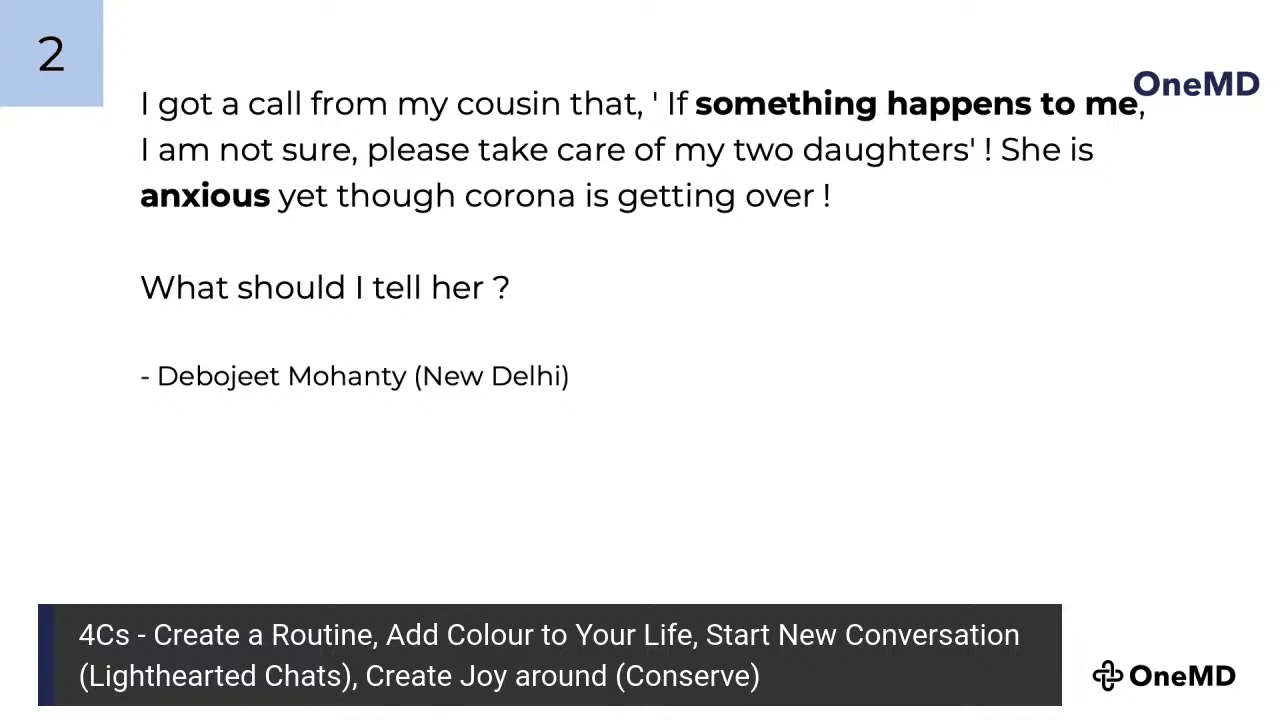 2
OneMD
I got a call from my cousin that, ' If something happens to me,
I am not sure, please take care of my two daughters' ! She is
anxious yet though corona is getting over !
What should I tell her ?
- Debojeet Mohanty (New Delhi)
4Cs - Create a Routine, Add Colour to Your Life, Start New Conversation
(Lighthearted Chats), Create Joy around (Conserve)
OneMD